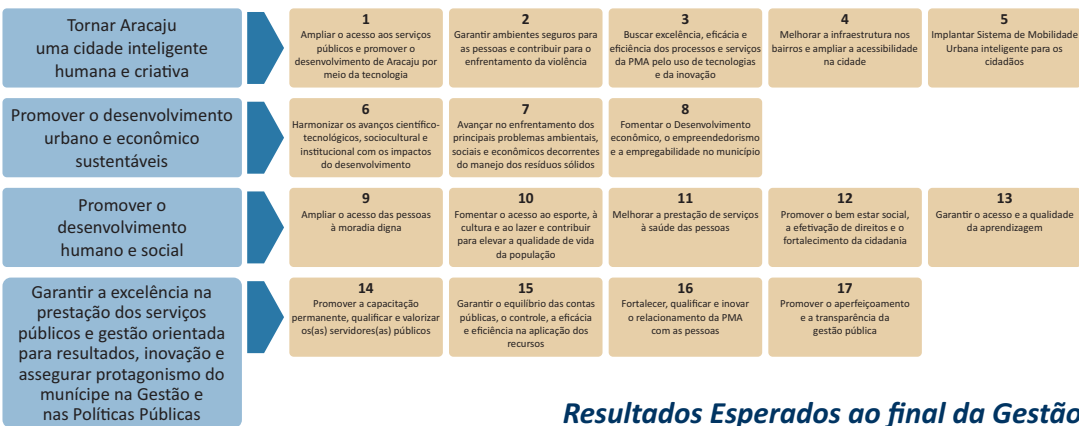 Tornar Aracaju
uma cidade inteligente
humana e criativa
1
Ampliar o acesso aos serviços
públicos e promover o
desenvolvimento de Aracaju por
meio da tecnologia
2
Garantir ambientes seguros para
as pessoas e contribuir para o
enfrentamento da violência
3
Buscar excelência, eficácia e
eficiência dos processos e serviços
da PMA pelo uso de tecnologias
e da inovação
4
Melhorar a infraestrutura nos
bairros e ampliar a acessibilidade
na cidade
5
Implantar Sistema de Mobilidade
Urbana inteligente para os
cidadãos
Promover o desenvolvimento
urbano e econômico
sustentáveis
6
Harmonizar os avanços científico-
tecnológicos, sociocultural e
institucional com os impactos
do desenvolvimento
7
Avançar no enfrentamento dos
principais problemas ambientais,
sociais e econômicos decorrentes
do manejo dos resíduos sólidos
8
Fomentar o Desenvolvimento
econômico, o empreendedorismo
e a empregabilidade no município
Promover o
desenvolvimento
humano e social
9
Ampliar o acesso das pessoas
à moradia digna
10
Fomentar o acesso ao esporte, à
cultura e ao lazer e contribuir
para elevar a qualidade de vida
da população
11
Melhorar a prestação de serviços
à saúde das pessoas
12
Promover o bem estar social,
a efetivação de direitos e o
fortalecimento da cidadania
13
Garantir o acesso e a qualidade
da aprendizagem
Garantir a excelência na
prestação dos serviços
públicos e gestão orientada
para resultados, inovação e
assegurar protagonismo do
munícipe na Gestão e
nas Políticas Públicas
14
Promover a capacitação
permanente, qualificar e valorizar
os(as) servidores(as) públicos
15
Garantir o equilíbrio das contas
públicas, o controle, a eficácia
e eficiência na aplicação dos
recursos
16
Fortalecer, qualificar e inovar
o relacionamento da PMA
com as pessoas
17
Promover o aperfeiçoamento
e a transparência da
gestão pública
Resultados Esperados ao final da Gestão